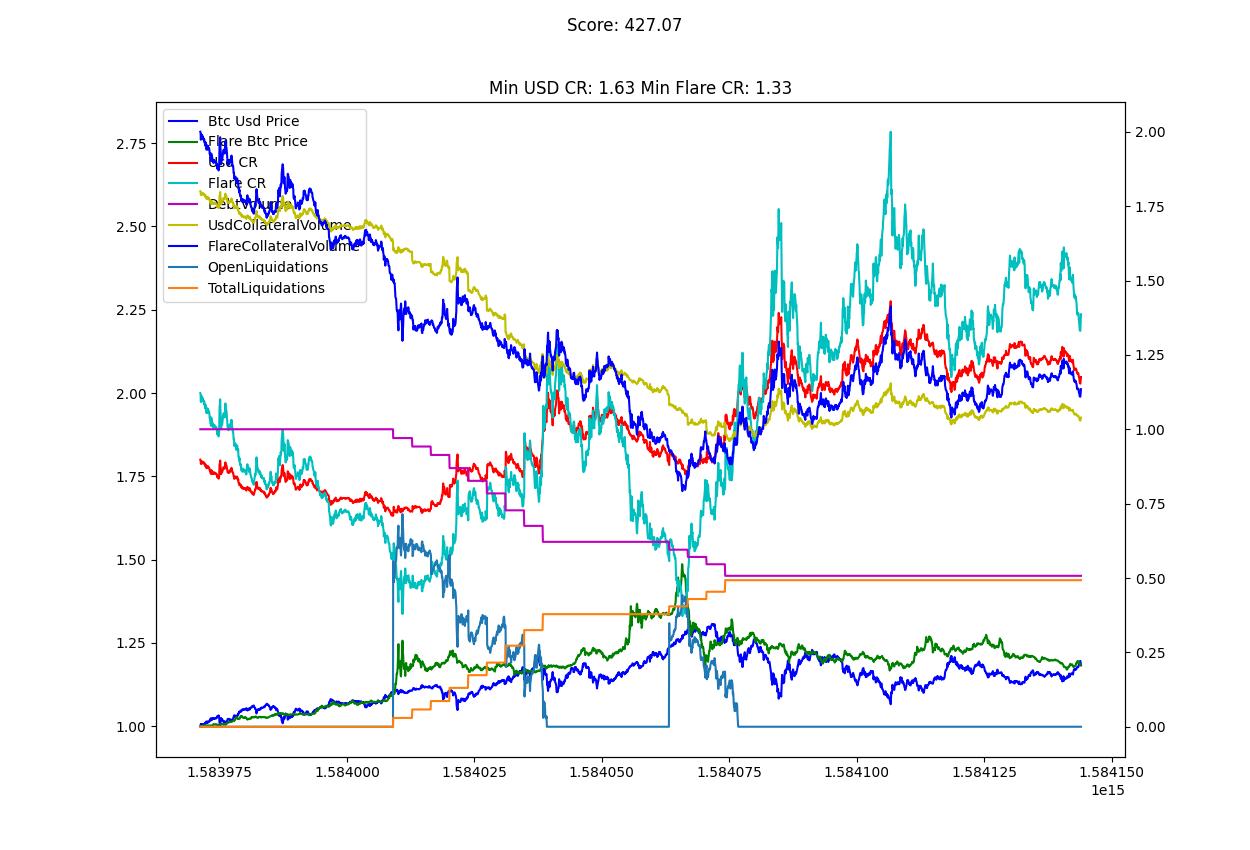 Score: 427.07
Min USD CR: 1.63 Min Flare CR: 1.33
Btc Usd Price
Flare Btc Price
Usd CR
Flare CR
DebtVolume
UsdCollateralVolume
FlareCollateralVolume
OpenLiquidations
TotalLiquidations
2.75
2.50
2.25
2.00
1.75
1.50
1.25
1.00
2.00
1.75
1.50
1.25
1.00
0.75
0.50
0.25
0.00
1.583975 1.584000 1.584025 1.584050 1.584075 1.584100 1.584125 1.584150
1e15